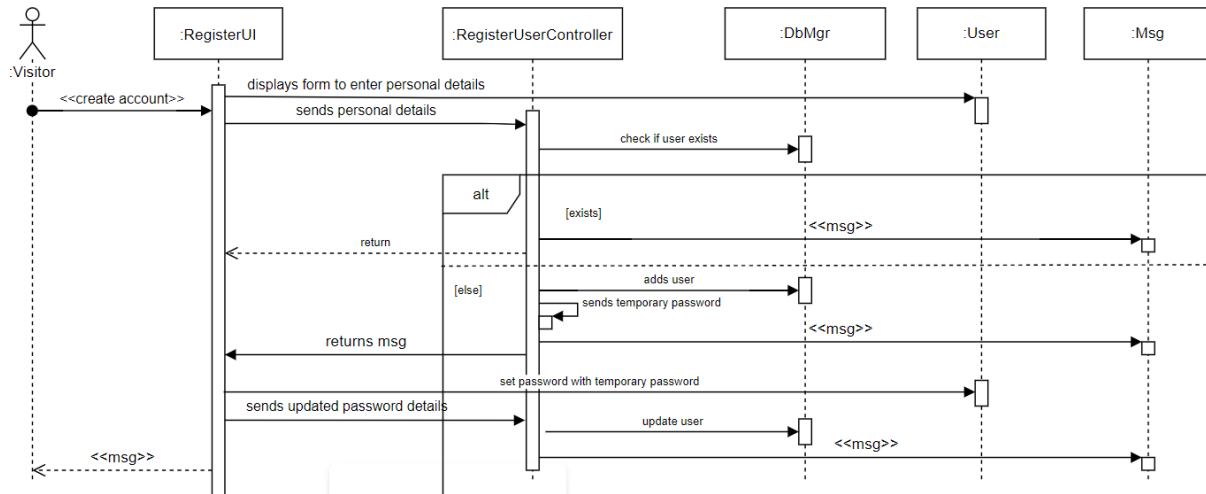 :RegisterUI
:RegisterUserController
:DbMgr
:User
:Msg
:Visitor
displays form to enter personal details
<<create account>>
sends personal details
check if user exists
alt
[exists]
<<msg>>
return
adds user
[else]
sends temporary password
<<msg>>
returns msg
set password with temporary password
sends updated password details
update user
<<msg>>
<<msg>>